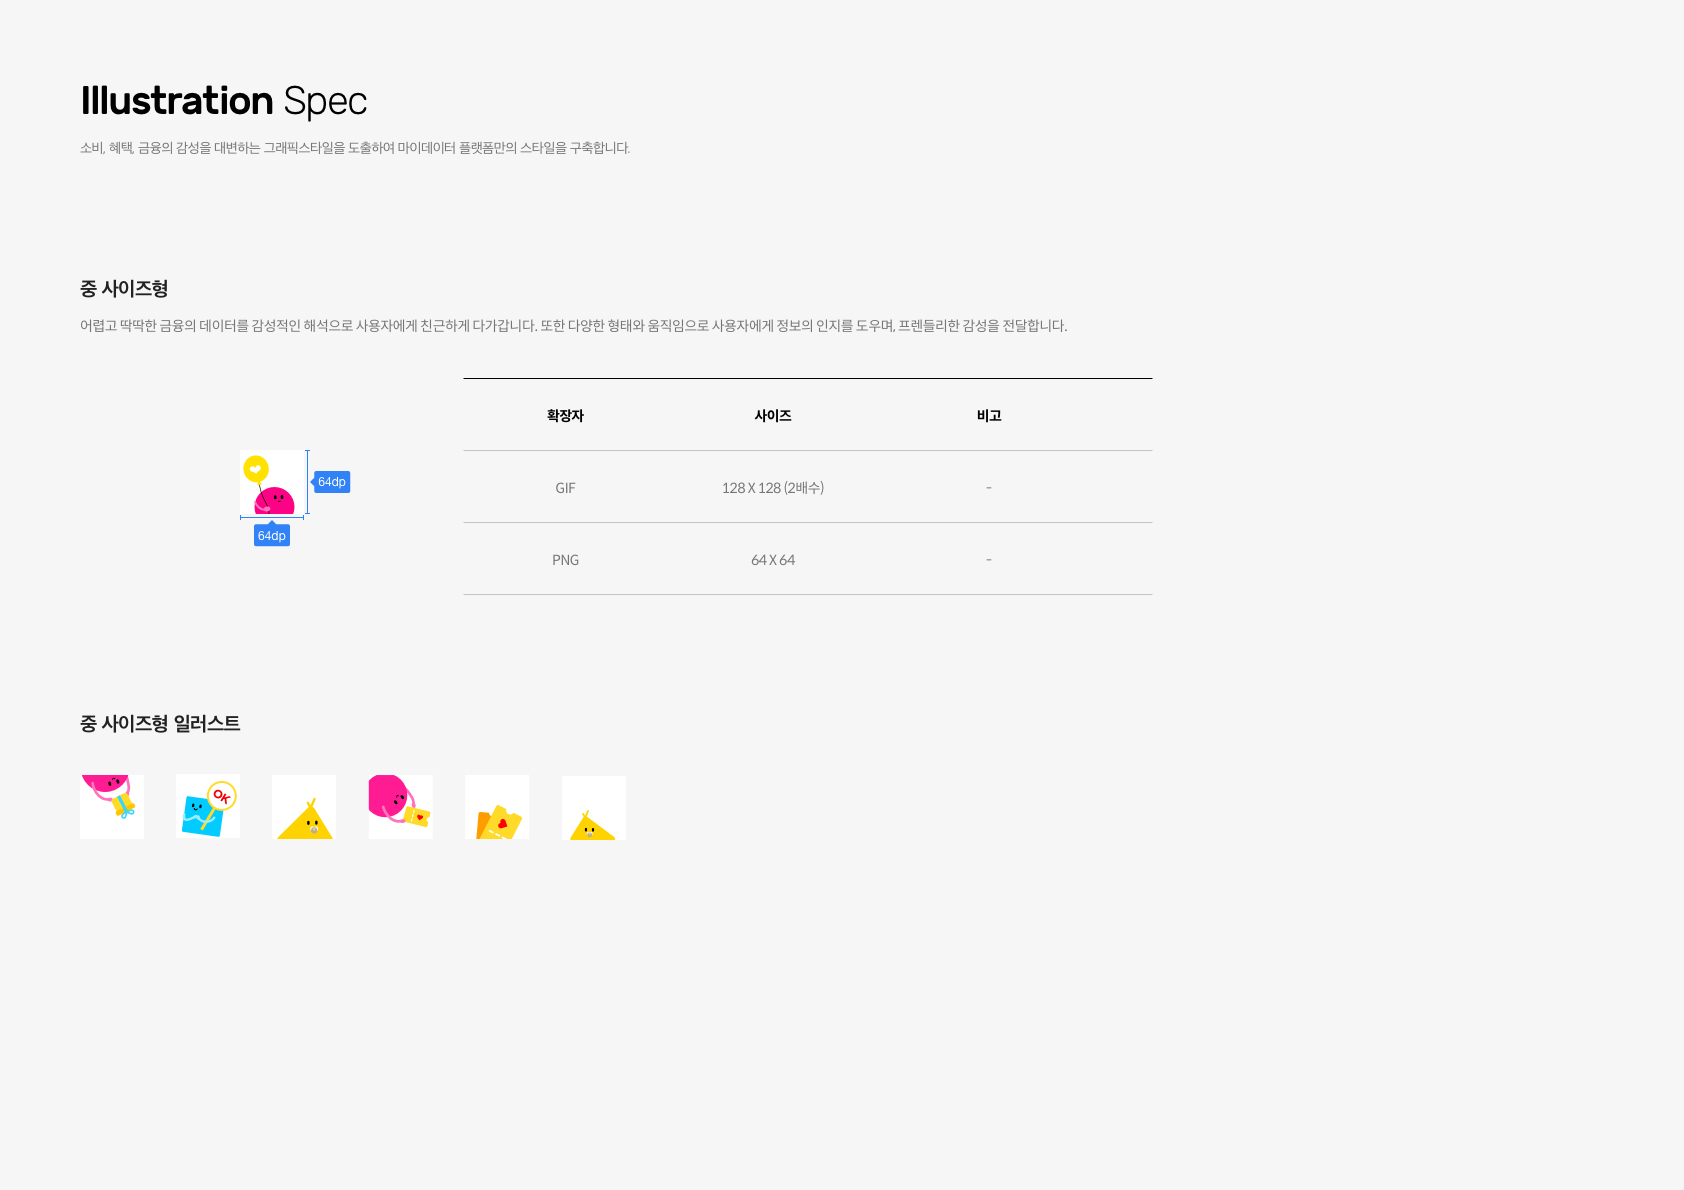 Illustration Spec
소비, 혜택, 금융의 감성을 대변하는 그래픽스타일을 도출하여 마이데이터 플랫폼만의 스타일을 구축합니다.
중 사이즈형
어렵고 딱딱한 금융의 데이터를 감성적인 해석으로 사용자에게 친근하게 다가갑니다. 또한 다양한 형태와 움직임으로 사용자에게 정보의 인지를 도우며, 프렌들리한 감성을 전달합니다.
확장자 사이즈 비고
GIF 128 X 128 (2배수) -
64dp
64dp
PNG 64 X 64 -
중 사이즈형 일러스트
OK